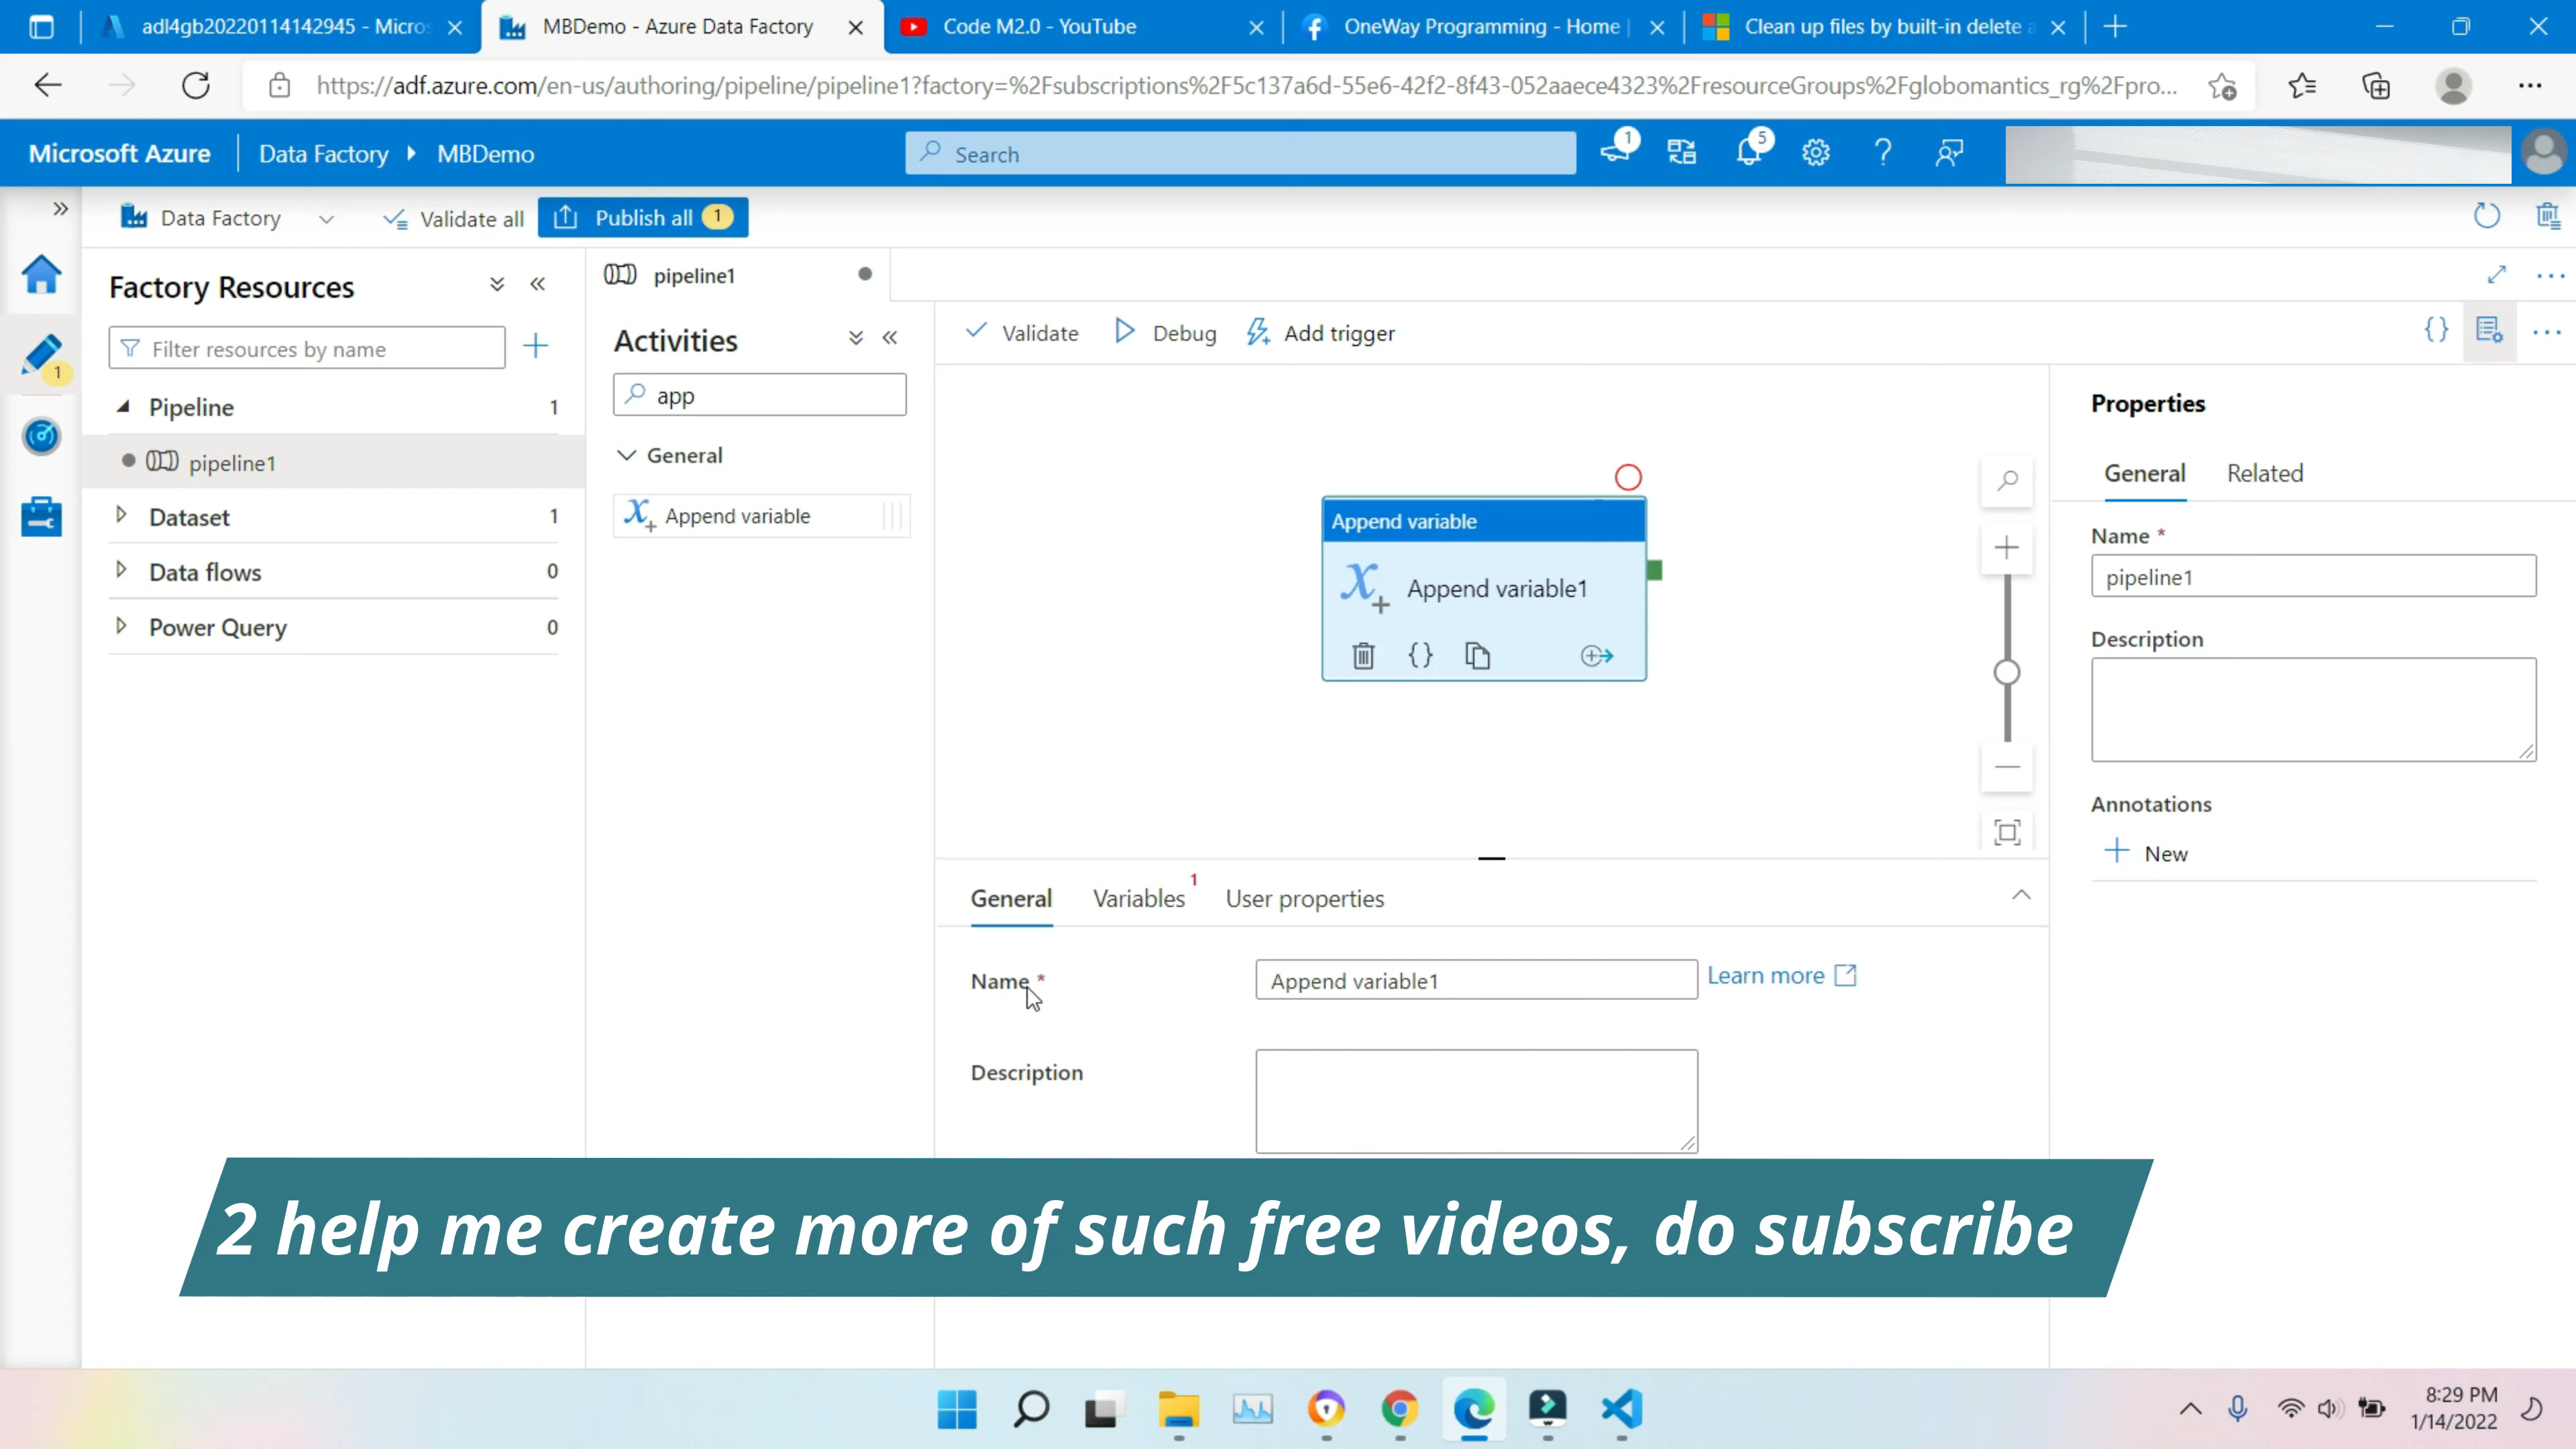 adl4gb20220114142945 - Micros
MBDemo - Azure Data Factory
Code M2.0 - YouTube
OneWay Programming - Home |
Clean up files by built-in delete a
https://adf.azure.com/en-us/authoring/pipeline/pipeline1?factory=%2Fsubscriptions%2F5c137a6d-55e6-42f2-8f43-052aaece4323%2FresourceGroups%2Fglobomantics_rg%2Fpro...
Microsoft Azure
Data Factory
MBDemo
Search
1
5
Data Factory
Validate all
Publish all 1
Factory Resources
Filter resources by name
1
Pipeline 1
pipeline1
Dataset 1
Data flows 0
Power Query 0
pipeline1
Activities
app
General
Append variable
Validate
Debug
Add trigger
Append variable
Append variable1
Properties
General
Related
Name *
pipeline1
Description
Annotations
New
General
Variables 1
User properties
Name *
Append variable1
Learn more
Description
2 help me create more of such free videos, do subscribe
8:29 PM
1/14/2022